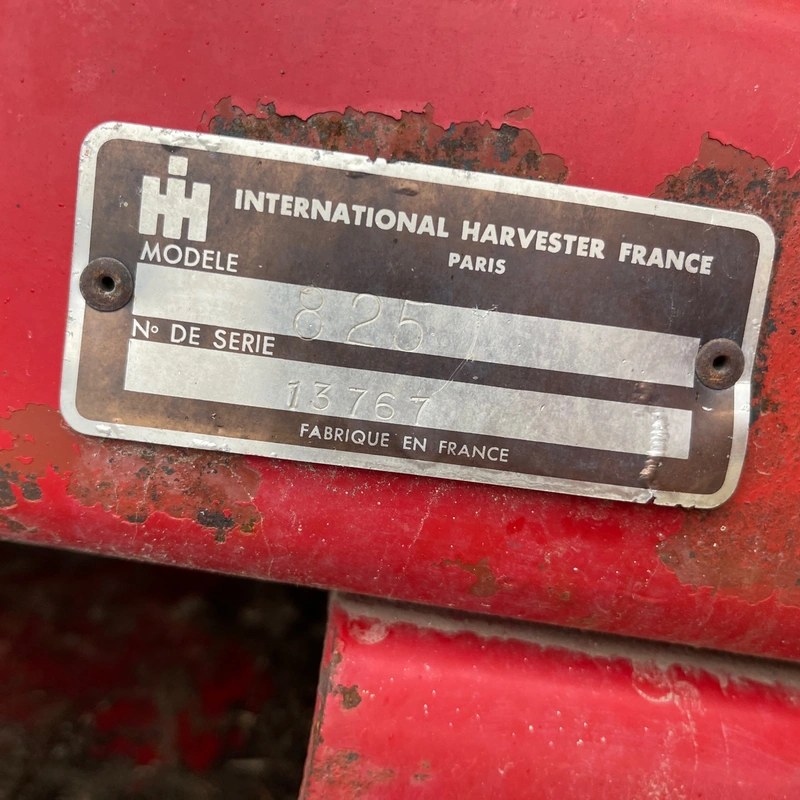 IH
INTERNATIONAL HARVESTER FRANCE
PARIS
MODELE
825
Nº DE SERIE
13767
FABRIQUE EN FRANCE